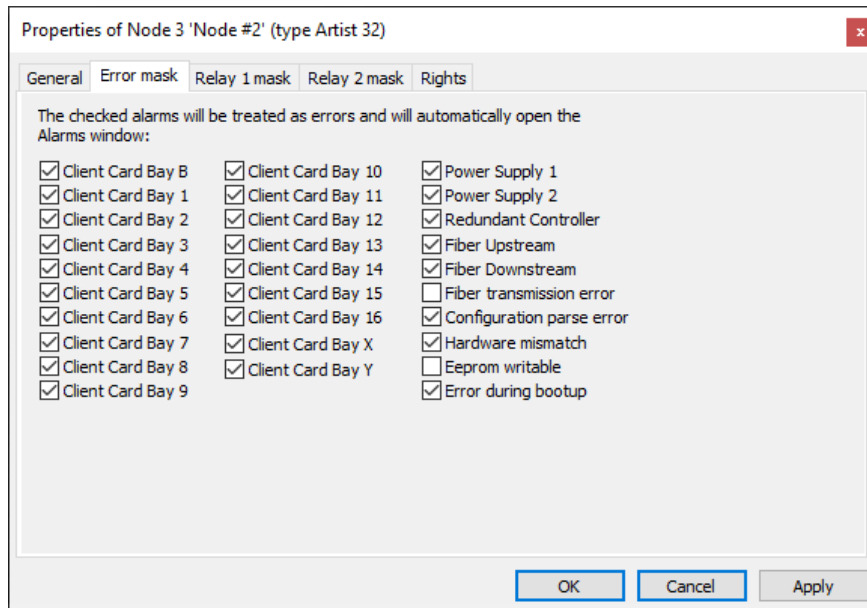 Properties of Node 3 'Node #2' (type Artist 32)
x
General
Error mask
Relay 1 mask
Relay 2 mask
Rights
The checked alarms will be treated as errors and will automatically open the
Alarms window:
Client Card Bay B
Client Card Bay 1
Client Card Bay 2
Client Card Bay 3
Client Card Bay 4
Client Card Bay 5
Client Card Bay 6
Client Card Bay 7
Client Card Bay 8
Client Card Bay 9
Client Card Bay 10
Client Card Bay 11
Client Card Bay 12
Client Card Bay 13
Client Card Bay 14
Client Card Bay 15
Client Card Bay 16
Client Card Bay X
Client Card Bay Y
Power Supply 1
Power Supply 2
Redundant Controller
Fiber Upstream
Fiber Downstream
Fiber transmission error
Configuration parse error
Hardware mismatch
Eeprom writable
Error during bootup
OK
Cancel
Apply